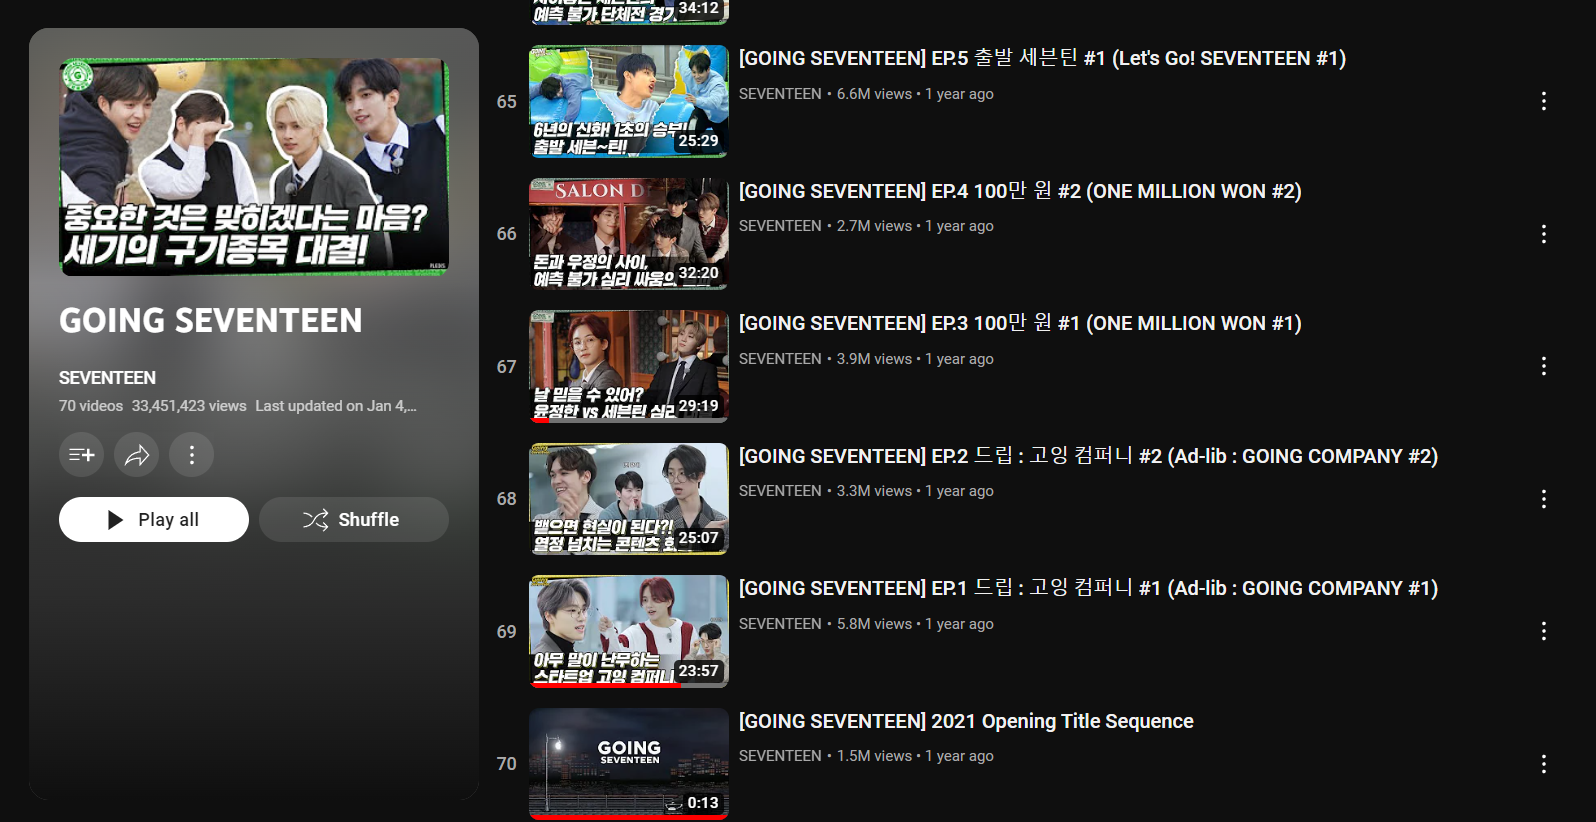 중요한 것은 맞히겠다는 마음?
세기의 구기종목 대결!
PLEDIS
GOING SEVENTEEN
SEVENTEEN
70 videos 33,451,423 views Last updated on Jan 4,...
Play all
Shuffle
예측 불가 단체전 경기
34:12
65
6년의 신화! 1초의 승부!
출발 세븐~틴!
25:29
[GOING SEVENTEEN] EP.5 출발 세븐틴 #1 (Let's Go! SEVENTEEN #1)
SEVENTEEN • 6.6M views • 1 year ago
66
SALON D
돈과 우정의 사이,
예측 불가 심리 싸움의
32:20
[GOING SEVENTEEN] EP.4 100만 원 #2 (ONE MILLION WON #2)
SEVENTEEN • 2.7M views • 1 year ago
67
날 믿을 수 있어?
윤정한 vs 세븐틴 심리
29:19
[GOING SEVENTEEN] EP.3 100만 원 #1 (ONE MILLION WON #1)
SEVENTEEN • 3.9M views • 1 year ago
68
뱉으면 현실이 된다?!
열정 넘치는 콘텐츠 회
25:07
[GOING SEVENTEEN] EP.2 드립 : 고잉 컴퍼니 #2 (Ad-lib : GOING COMPANY #2)
SEVENTEEN • 3.3M views • 1 year ago
69
아무 말이 난무하는
스타트업 고잉 컴퍼니
23:57
[GOING SEVENTEEN] EP.1 드립 : 고잉 컴퍼니 #1 (Ad-lib : GOING COMPANY #1)
SEVENTEEN • 5.8M views • 1 year ago
70
GOING
SEVENTEEN
0:13
[GOING SEVENTEEN] 2021 Opening Title Sequence
SEVENTEEN • 1.5M views • 1 year ago